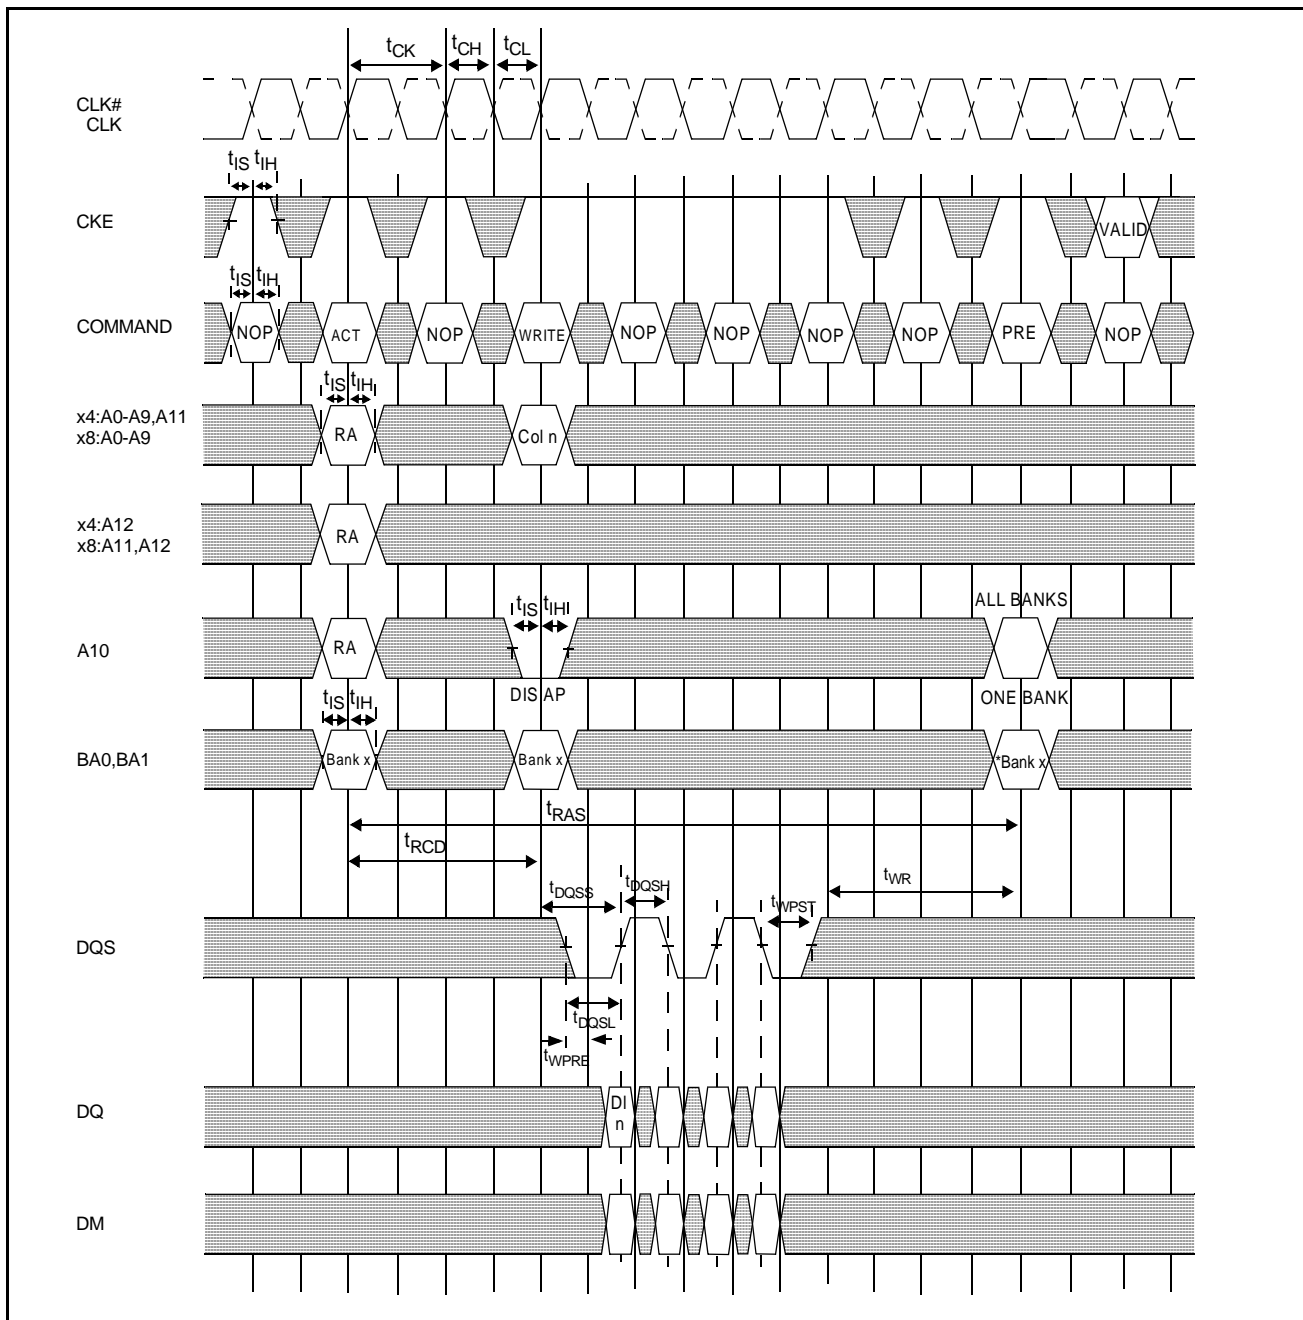 tCK tCH tCL
CLK#
CLK
tIS tIH
CKE
VALID
tIS tIH
COMMAND NOP ACT NOP WRITE NOP NOP NOP NOP PRE NOP
tIS tIH
x4:A0-A9,A11
x8:A0-A9
RA Col n
x4:A12
x8:A11,A12
RA
ALL BANKS
tIS tIH
A10 RA
DIS AP ONE BANK
tIS tIH
BA0,BA1 Bank x Bank x *Bank x
tRAS
tRCD
tDQSS tDQSH tWPST tWR
DQS
tDQSL
tWPRE
DQ
DI
n
DM